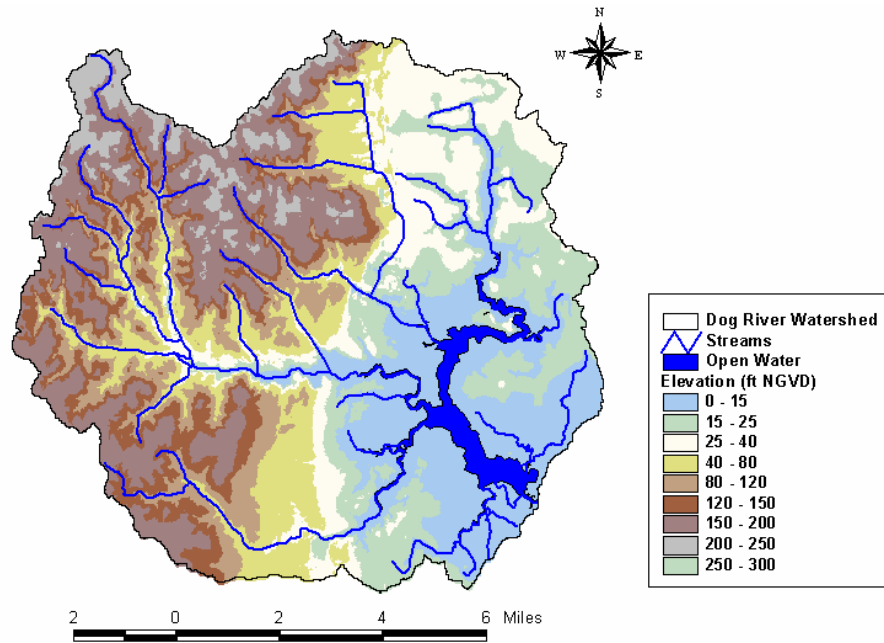 N
W E
S
Dog River Watershed
Streams
Open Water
Elevation (ft NGVD)
0 - 15
15 - 25
25 - 40
40 - 80
80 - 120
120 - 150
150 - 200
200 - 250
250 - 300
2 0 2 4 6 Miles